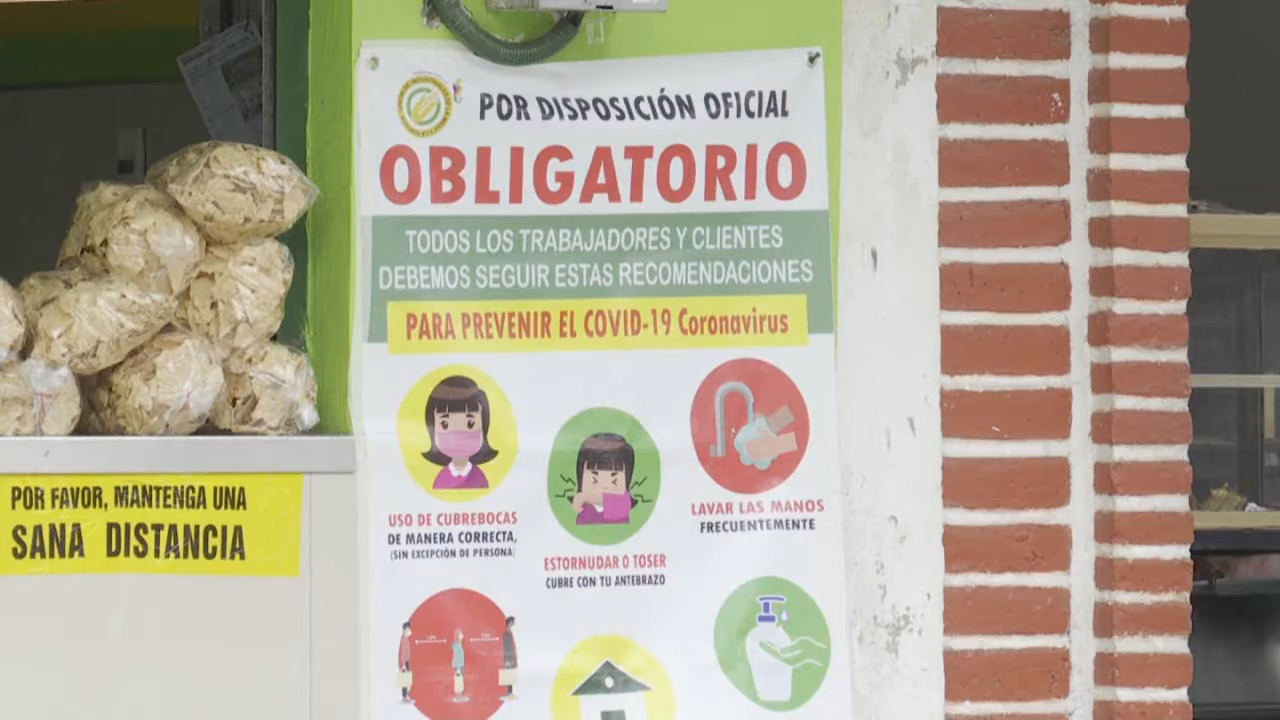 POR DISPOSICIÓN OFICIAL
OBLIGATORIO
TODOS LOS TRABAJADORES Y CLIENTES
DEBEMOS SEGUIR ESTAS RECOMENDACIONES
PARA PREVENIR EL COVID-19 Coronavirus
USO DE CUBREBOCAS
DE MANERA CORRECTA,
(SIN EXCEPCIÓN DE PERSONA)
ESTORNUDAR O TOSER
CUBRE CON TU ANTEBRAZO
LAVAR LAS MANOS
FRECUENTEMENTE
POR FAVOR, MANTENGA UNA
SANA DISTANCIA